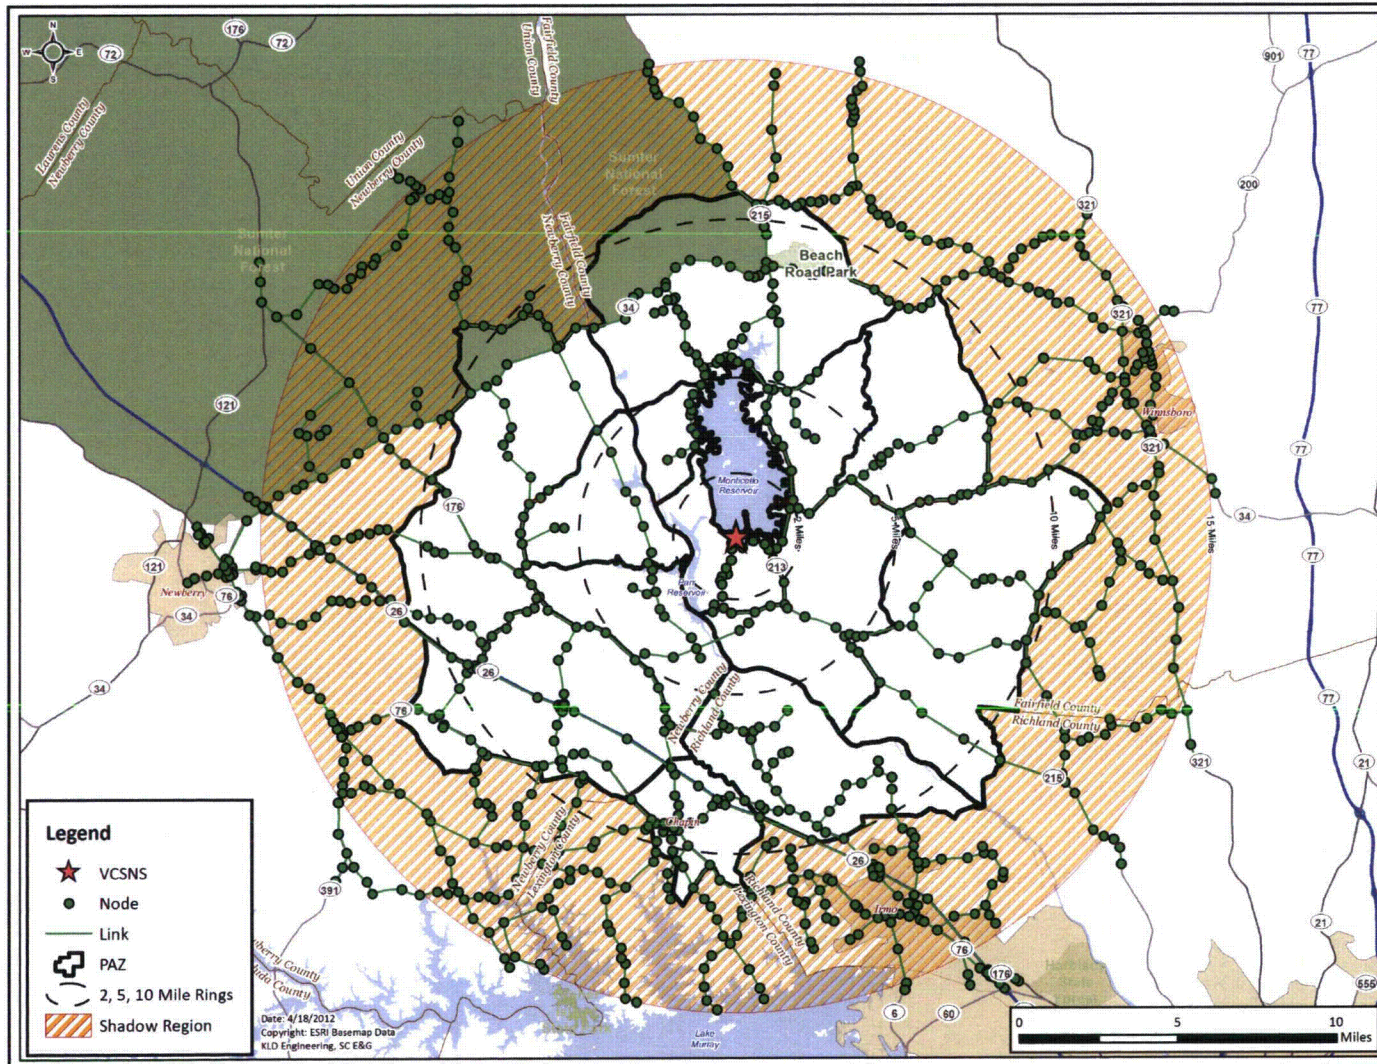 N
W E
S
176
72
72
Fairfield County
Union County
901
77
77
Laurens County
Newberry County
Union County
Newberry County
Sumter
National
Forest
200
321
215
Fairfield County
Newberry County
Sumter
National
Forest
Beach
Road Park
34
321
77
121
Winnsboro
321
77
Monticello
Reservoir
176
34
2 Miles
5 Miles
10 Miles
15 Miles
77
121
213
Parr
Reservoir
Newberry
76
34
26
26
34
Newberry County
Richland County
76
Fairfield County
Richland County
77
215
321
21
Legend
VCSNS
Node
Link
PAZ
2, 5, 10 Mile Rings
Shadow Region
Chapin
Newberry County
Lexington County
26
391
Richland County
Lexington County
Irmo
21
76
176
555
6
60
Date: 4/18/2012
Copyright: ESRI Basemap Data
KLD Engineering, SC E&G
Lake
Murray
0 5 10
Miles